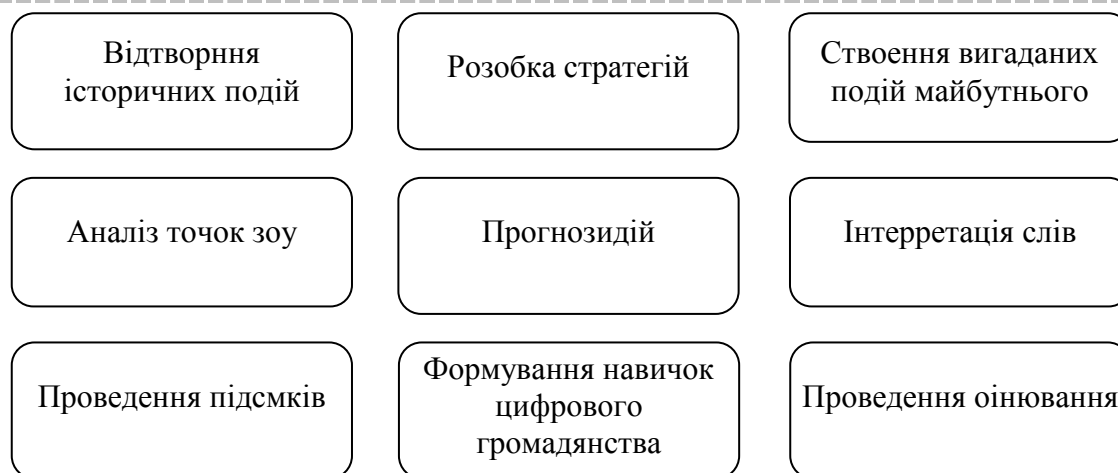 Відтворння
історичних подій
Розобка стратегій
Ствоення вигаданих
подій майбутнього
Аналіз точок зоу
Прогнозидій
Інтерретація слів
Проведення підсмків
Формування навичок
цифрового
громадянства
Проведення оінювання